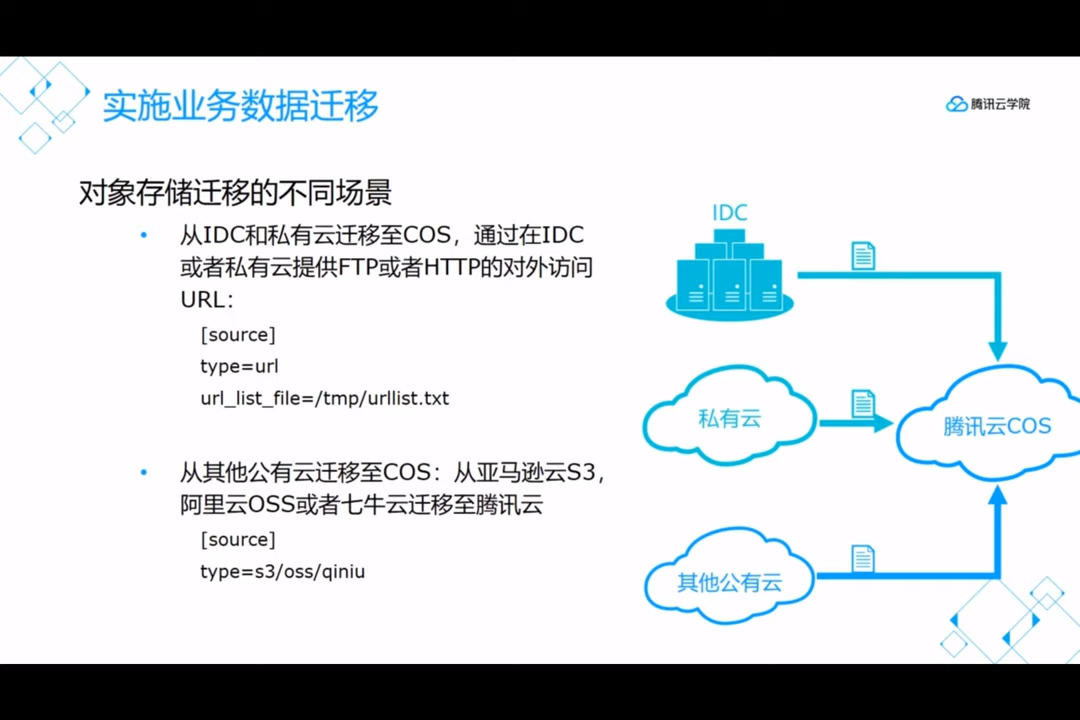 实施业务数据迁移
腾讯云学院
对象存储迁移的不同场景
• 从IDC和私有云迁移至COS，通过在IDC
或者私有云提供FTP或者HTTP的对外访问
URL：
[source]
type=url
url_list_file=/tmp/urllist.txt
• 从其他公有云迁移至COS：从亚马逊云S3，
阿里云OSS或者七牛云迁移至腾讯云
[source]
type=s3/oss/qiniu
IDC
私有云
腾讯云COS
其他公有云